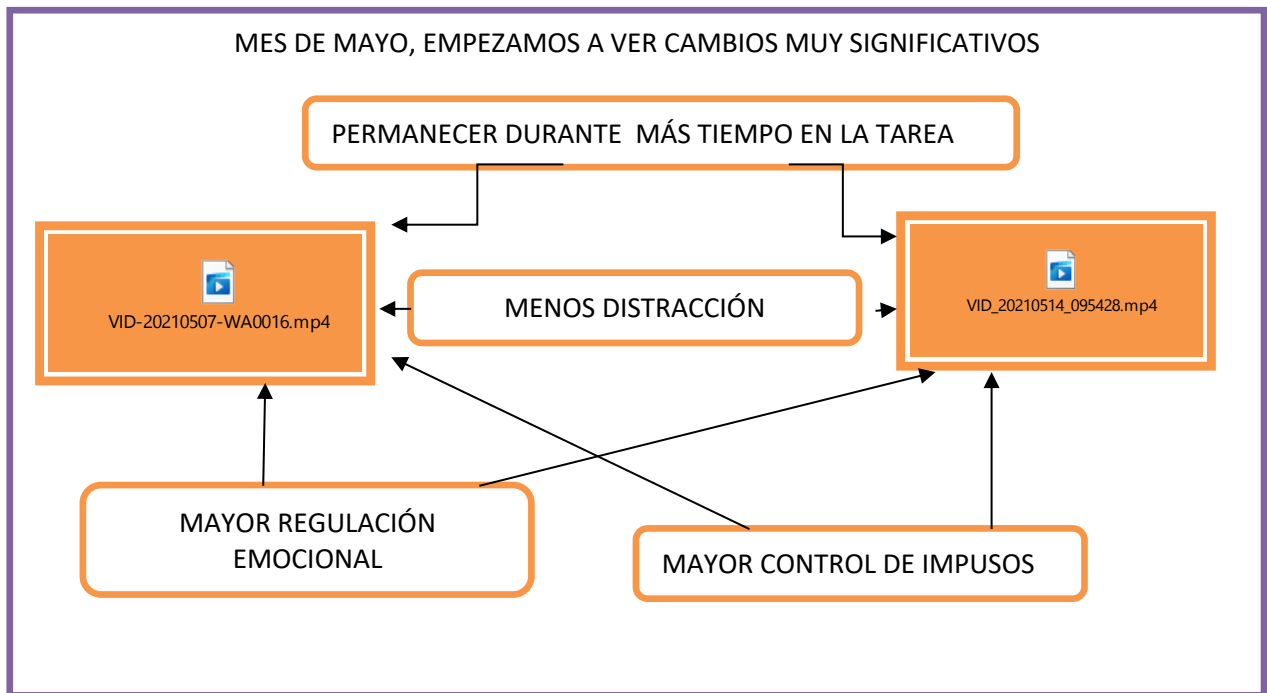 MES DE MAYO, EMPEZAMOS A VER CAMBIOS MUY SIGNIFICATIVOS
PERMANECER DURANTE  MÁS TIEMPO EN LA TAREA
VID-20210507-WA0016.mp4
MENOS DISTRACCIÓN
VID_20210514_095428.mp4
MAYOR REGULACIÓN
EMOCIONAL
MAYOR CONTROL DE IMPUSOS